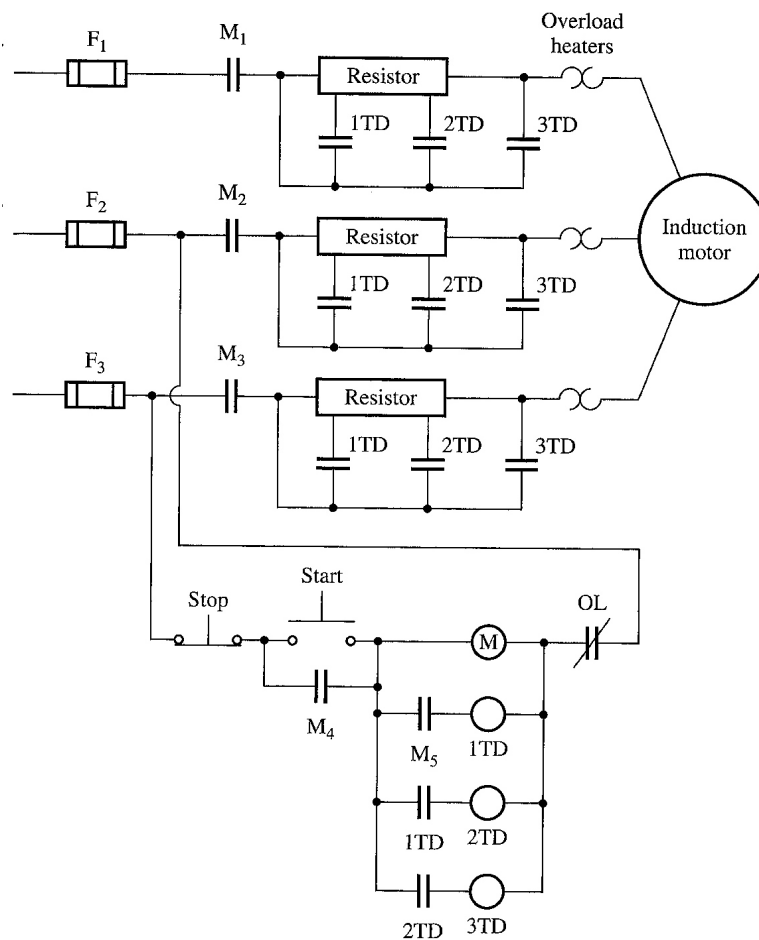 Overload
heaters
F1
M1
Resistor
1TD
2TD
3TD
F2
M2
Resistor
Induction
motor
1TD
2TD
3TD
F3
M3
Resistor
1TD
2TD
3TD
Start
Stop
OL
M
M4
M5
1TD
1TD
2TD
2TD
3TD